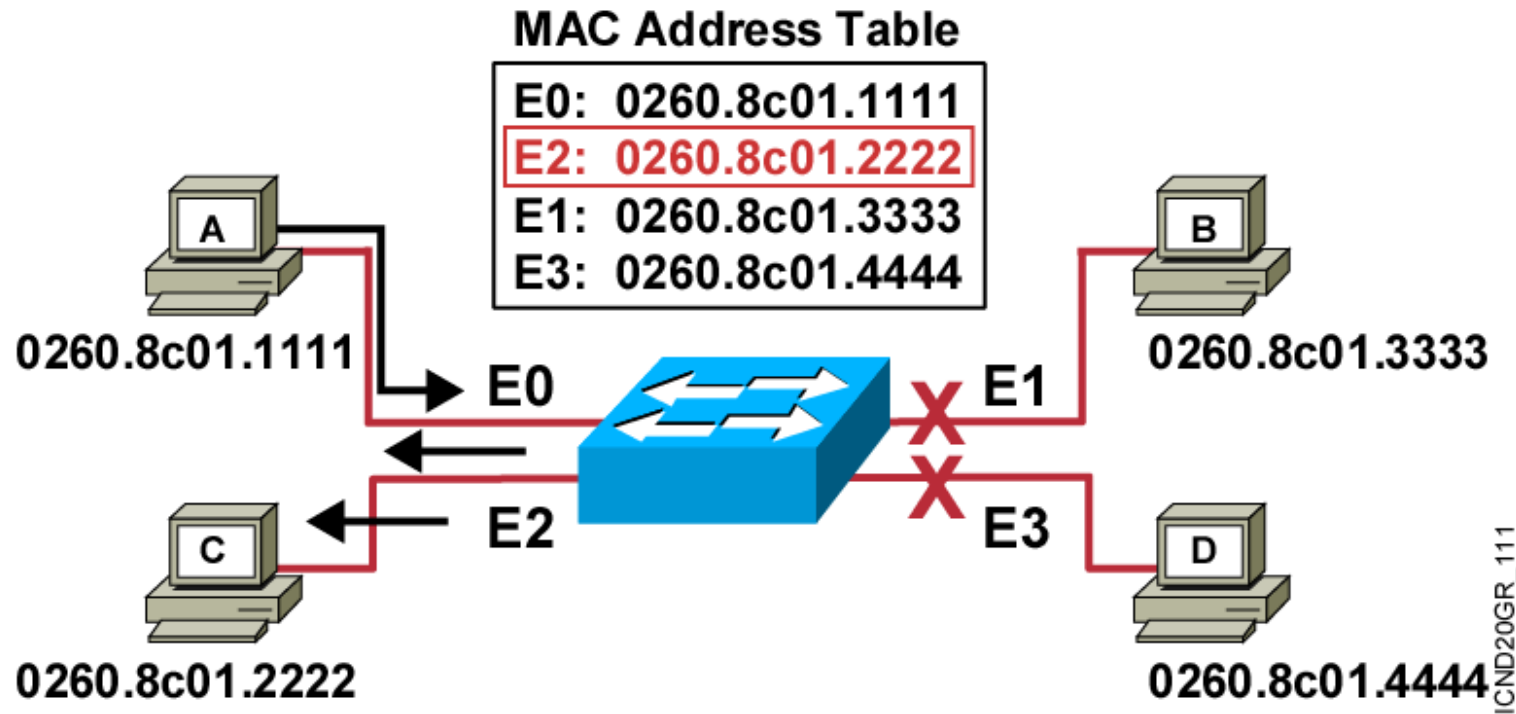 MAC Address Table
E0: 0260.8c01.1111
E2: 0260.8c01.2222
E1: 0260.8c01.3333
E3: 0260.8c01.4444
A
B
0260.8c01.1111
0260.8c01.3333
E0
E1
X
X
E2
E3
C
D
0260.8c01.2222
0260.8c01.4444
ICND20GR_111